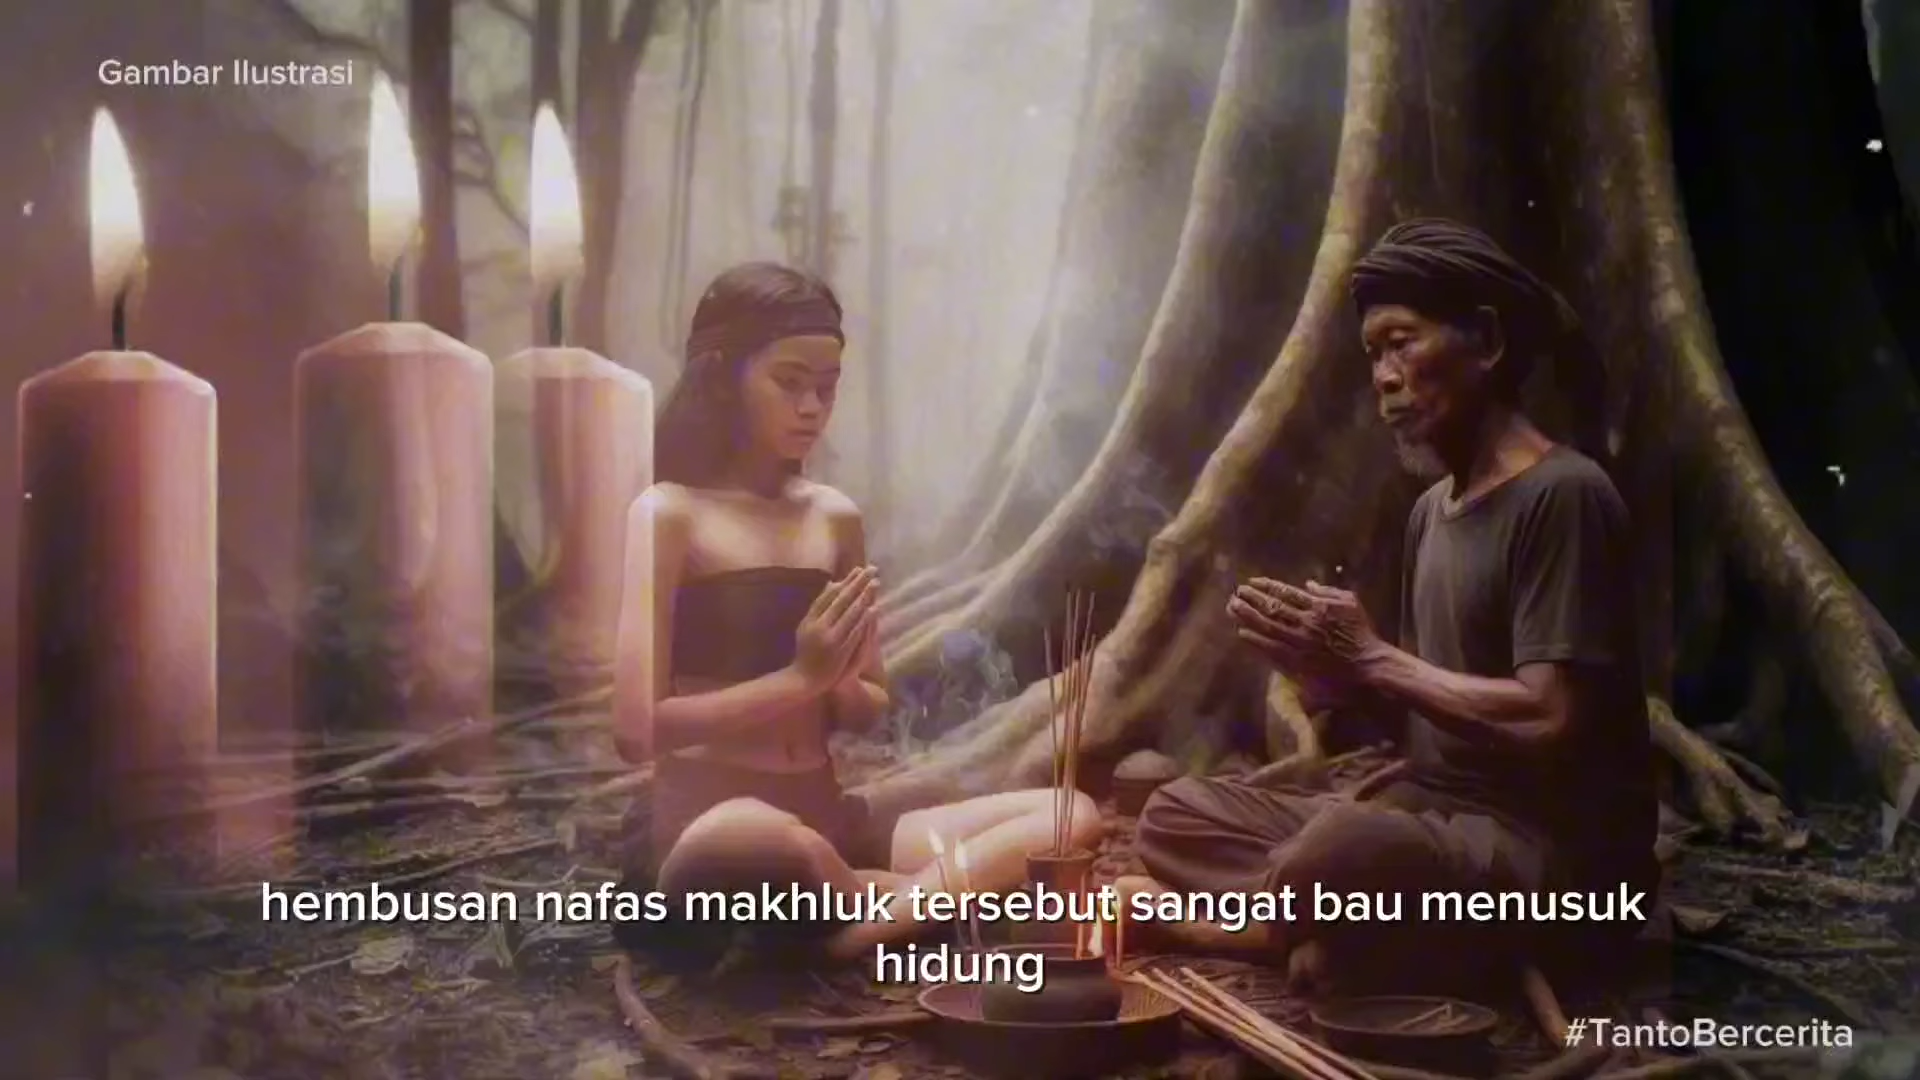 Gambar Ilustrasi
hembusan nafas makhluk tersebut sangat bau menusuk
hidung
#TantoBercerita